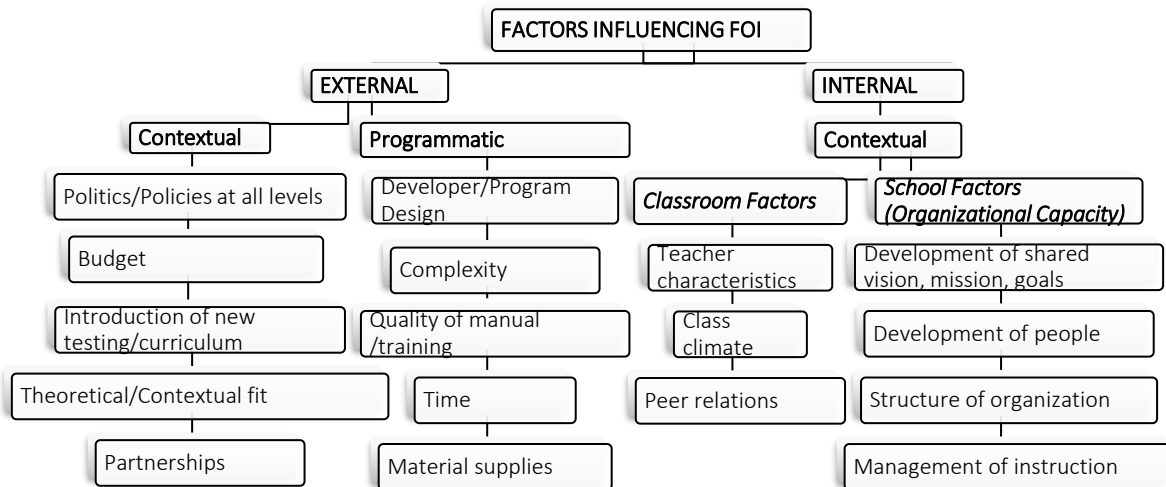 FACTORS INFLUENCING FOI
EXTERNAL
INTERNAL
Contextual
Programmatic
Contextual
Politics/Policies at all levels
Budget
Introduction of new
testing/curriculum
Theoretical/Contextual fit
Partnerships
Developer/Program
Design
Complexity
Quality of manual
/training
Time
Material supplies
Classroom Factors
Teacher
characteristics
Class
climate
Peer relations
School Factors
(Organizational Capacity)
Development of shared
vision, mission, goals
Development of people
Structure of organization
Management of instruction